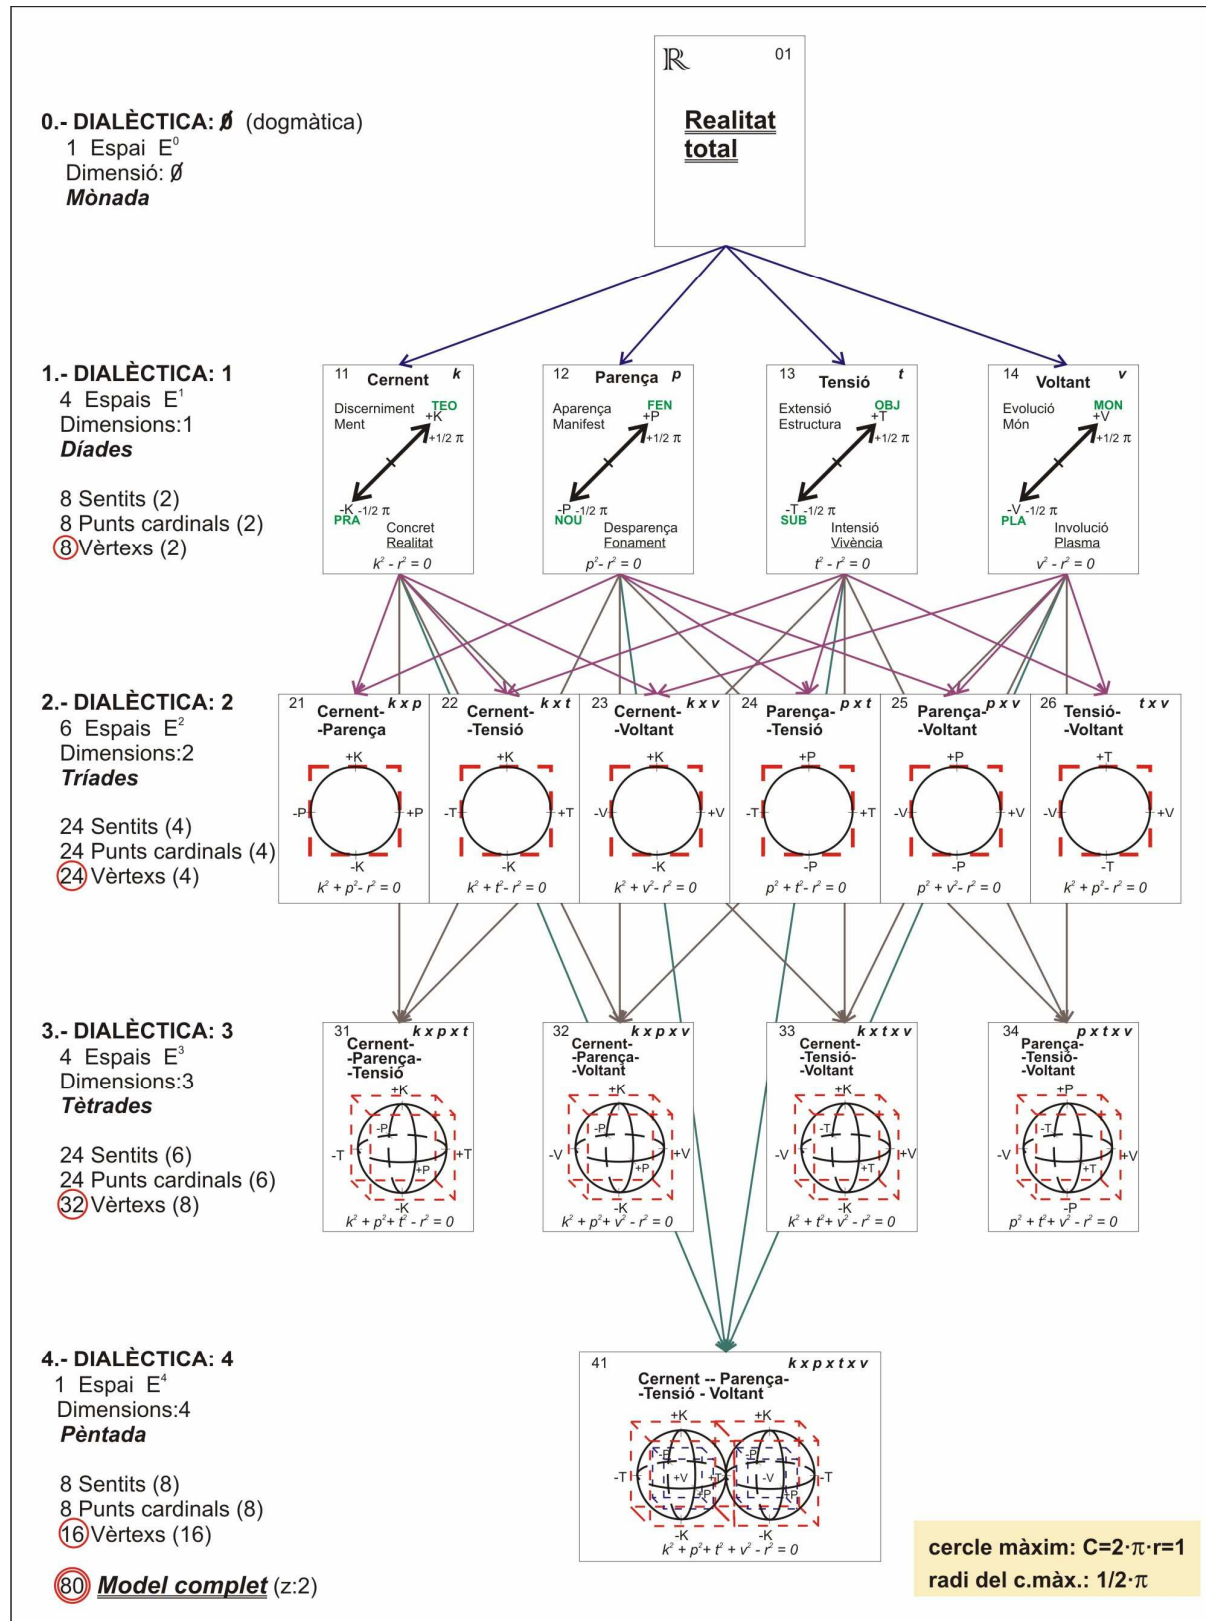 ℝ 01
Realitat
total
0.- DIALÈCTICA: Ø (dogmàtica)
1 Espai E⁰
Dimensió: Ø
Mònada
1.- DIALÈCTICA: 1
4 Espais E¹
Dimensions:1
Díades
8 Sentits (2)
8 Punts cardinals (2)
8 Vèrtexs (2)
11 Cernent k
Discerniment
Ment
TEO
+K
+1/2 π
-K -1/2 π
PRA
Concret
Realitat
k² - r² = 0
12 Parença p
Aparença
Manifest
FEN
+P
+1/2 π
-P -1/2 π
NOU
Desparença
Fonament
p²- r² = 0
13 Tensió t
Extensió
Estructura
OBJ
+T
+1/2 π
-T -1/2 π
SUB
Intensió
Vivència
t² - r² = 0
14 Voltant v
Evolució
Món
MON
+V
+1/2 π
-V -1/2 π
PLA
Involució
Plasma
v² - r² = 0
2.- DIALÈCTICA: 2
6 Espais E²
Dimensions:2
Tríades
24 Sentits (4)
24 Punts cardinals (4)
24 Vèrtexs (4)
21 k x p
Cernent-
-Parença
+K
-P +P
-K
k² + p²- r² = 0
22 k x t
Cernent-
-Tensió
+K
-T +T
-K
k² + t²- r² = 0
23 k x v
Cernent-
-Voltant
+K
-V +V
-K
k² + v²- r² = 0
24 p x t
Parença-
-Tensió
+P
-T +T
-P
p² + t²- r² = 0
25 p x v
Parença-
-Voltant
+P
-V +V
-P
p² + v²- r² = 0
26 t x v
Tensió-
-Voltant
+T
-V +V
-T
k² + p²- r² = 0
3.- DIALÈCTICA: 3
4 Espais E³
Dimensions:3
Tètrades
24 Sentits (6)
24 Punts cardinals (6)
32 Vèrtexs (8)
31 k x p x t
Cernent-
-Parença-
-Tensió
+K
-P
-T +T
+P
-K
k² + p²+ t² - r² = 0
32 k x p x v
Cernent-
-Parença-
-Voltant
+K
-P
-V +V
+P
-K
k² + p²+ v² - r² = 0
33 k x t x v
Cernent-
-Tensió-
-Voltant
+K
-T
-V +V
+T
-K
k² + t²+ v² - r² = 0
34 p x t x v
Parença-
-Tensió-
-Voltant
+P
-T
-V +V
+T
-P
p² + t²+ v² - r² = 0
4.- DIALÈCTICA: 4
1 Espai E⁴
Dimensions:4
Pèntada
8 Sentits (8)
8 Punts cardinals (8)
16 Vèrtexs (16)
80 Model complet (z:2)
41 k x p x t x v
Cernent -- Parença-
-Tensió - Voltant
+K +K
-P -P
-T +V +T -V -T
+P +P
-K -K
k² + p²+ t² + v² - r² = 0
cercle màxim: C=2·π·r=1
radi del c.màx.: 1/2·π